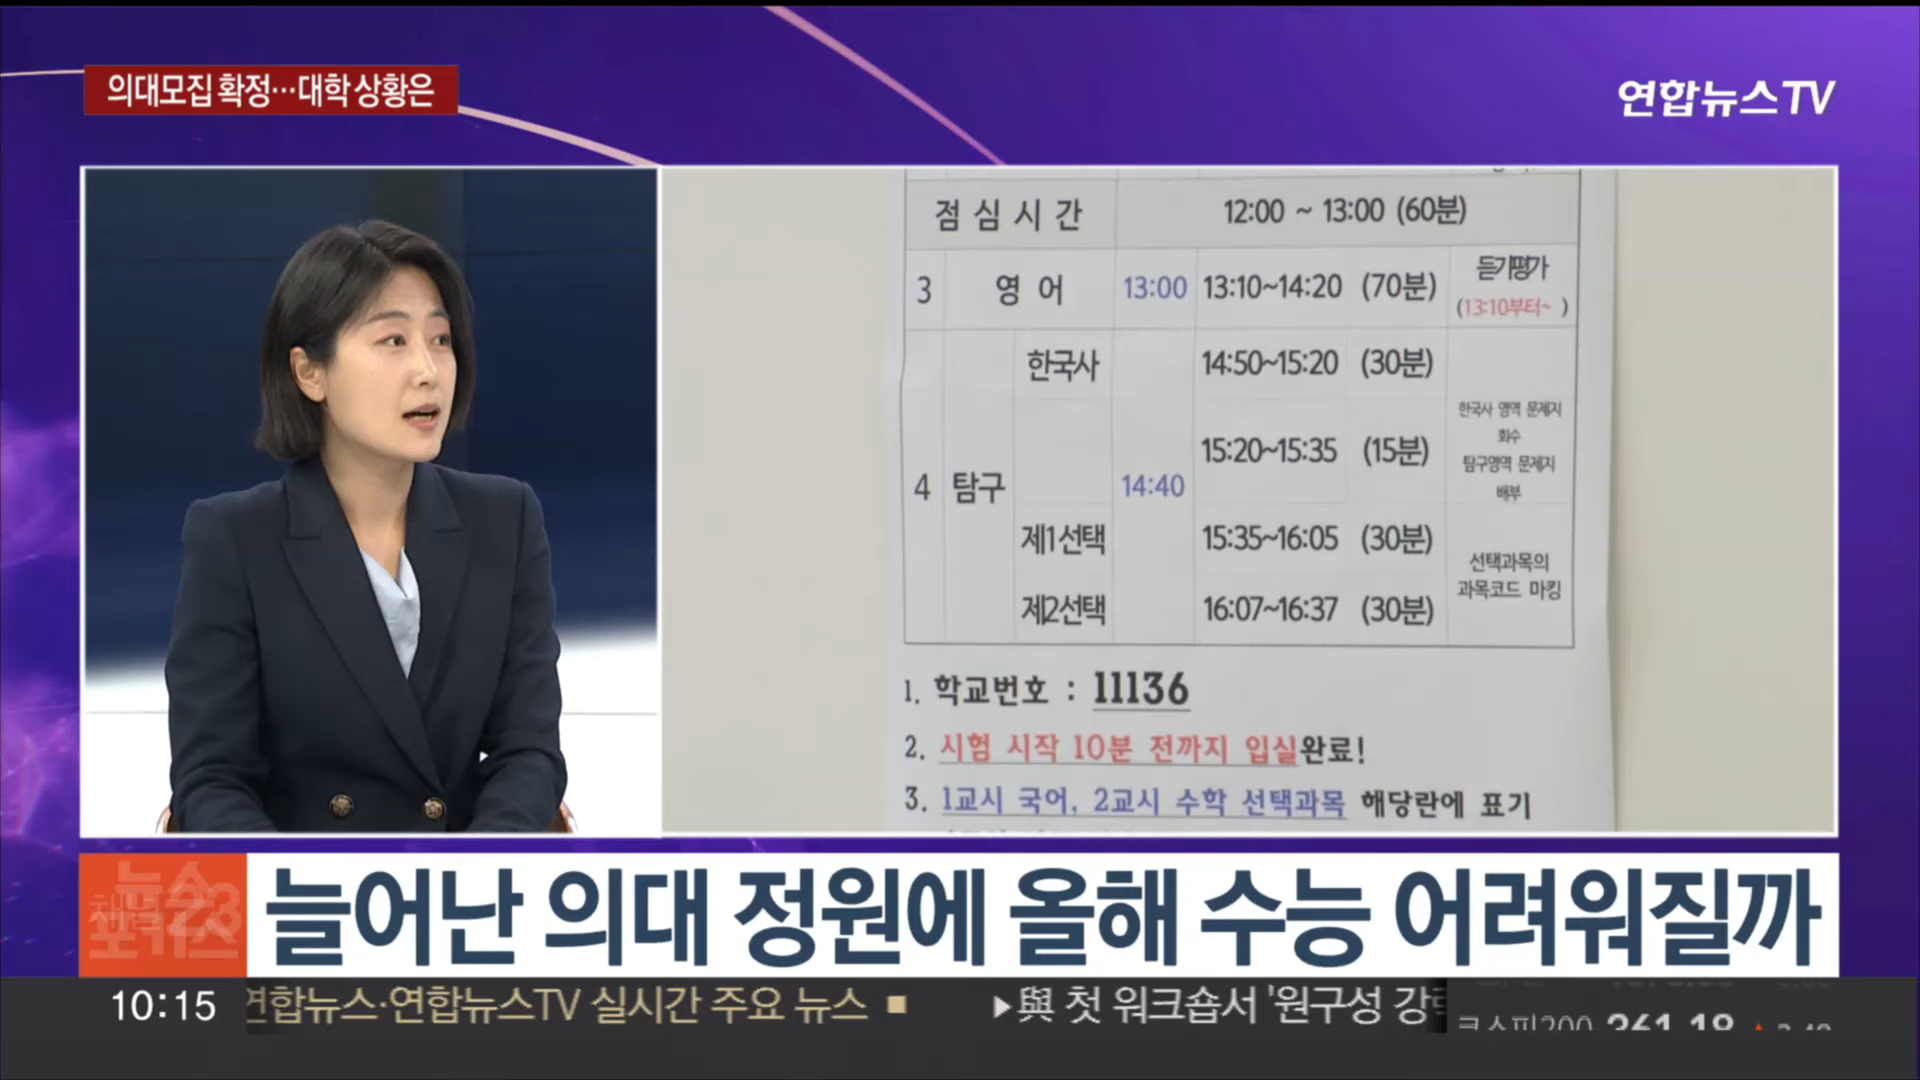 의대모집 확정…대학 상황은
연합뉴스TV
점심시간 12:00 ~ 13:00 (60분)
3 영어 13:00 13:10~14:20 (70분) 듣기평가
(13:10부터~ )
한국사 14:50~15:20 (30분)
15:20~15:35 (15분) 한국사 영역 문제지
회수
탐구영역 문제지
배부
4 탐구 14:40
제1선택 15:35~16:05 (30분) 선택과목의
과목코드 마킹
제2선택 16:07~16:37 (30분)
1. 학교번호 : 11136
2. 시험 시작 10분 전까지 입실완료!
3. 1교시 국어, 2교시 수학 선택과목 해당란에 표기
늘어난 의대 정원에 올해 수능 어려워질까
10:15 연합뉴스·연합뉴스TV 실시간 주요 뉴스 ■ ▶與 첫 워크숍서 '원구성 강 코스피200 361.18 ▲